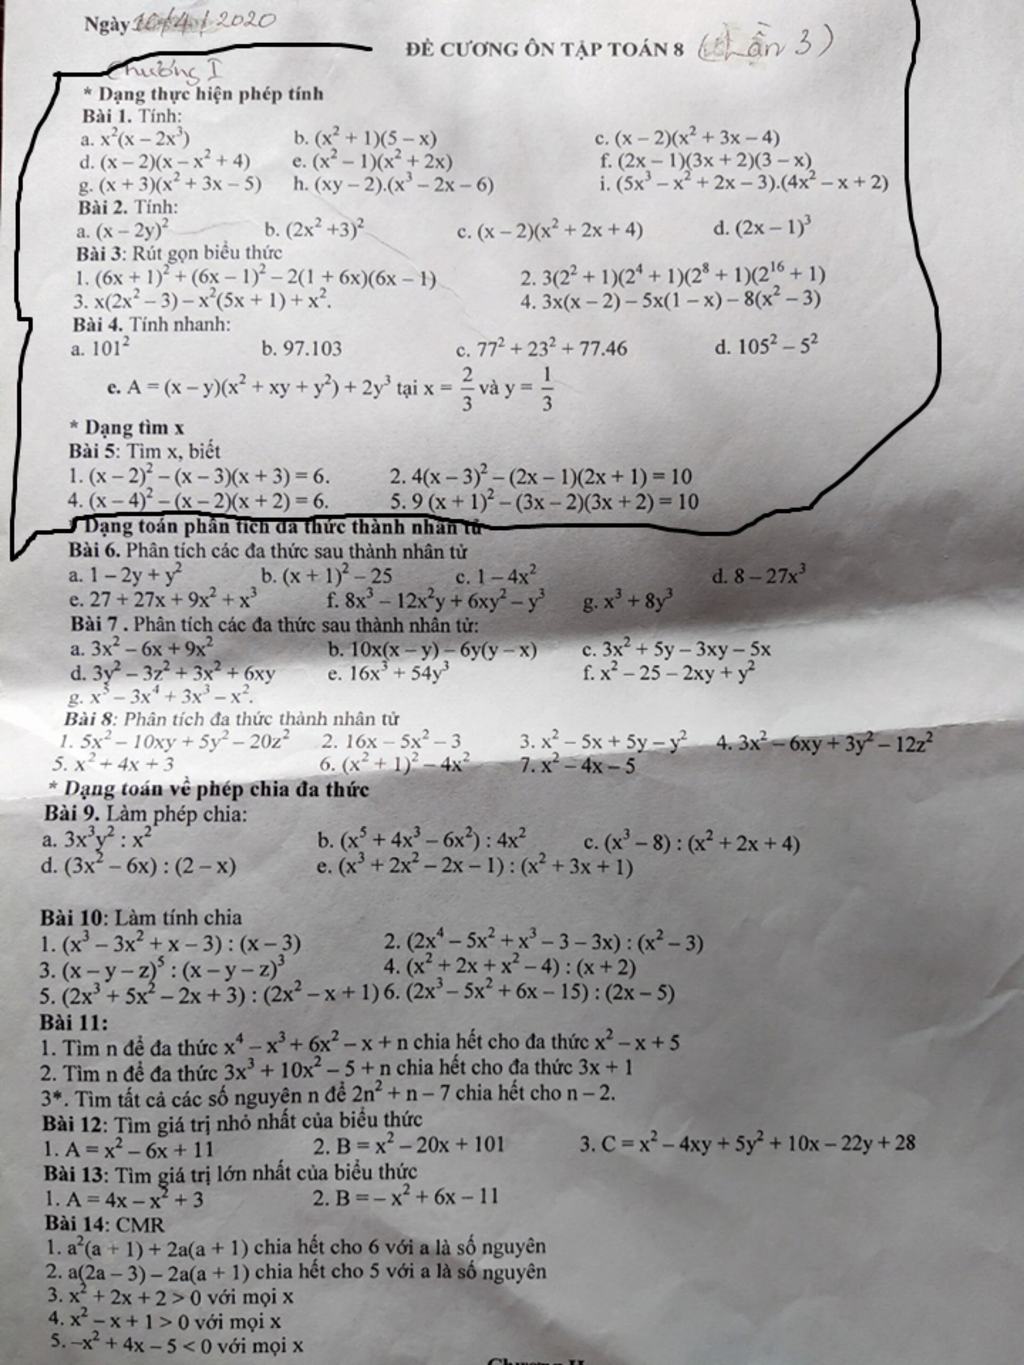 Ngày 10/4/2020
ĐỀ CƯƠNG ÔN TẬP TOÁN 8 (Lần 3)
Chương I
* Dạng thực hiện phép tính
Bài 1. Tính:
a. x²(x – 2x³) b. (x² + 1)(5 – x) c. (x – 2)(x² + 3x – 4)
d. (x – 2)(x – x² + 4) e. (x² – 1)(x² + 2x) f. (2x – 1)(3x + 2)(3 – x)
g. (x + 3)(x² + 3x – 5) h. (xy – 2).(x³ – 2x – 6) i. (5x³ – x² + 2x – 3).(4x² – x + 2)
Bài 2. Tính:
a. (x – 2y)² b. (2x² +3)² c. (x – 2)(x² + 2x + 4) d. (2x – 1)³
Bài 3: Rút gọn biểu thức
1. (6x + 1)² + (6x – 1)² – 2(1 + 6x)(6x – 1) 2. 3(2² + 1)(2⁴ + 1)(2⁸ + 1)(2¹⁶ + 1)
3. x(2x² – 3) – x²(5x + 1) + x². 4. 3x(x – 2) – 5x(1 – x) – 8(x² – 3)
Bài 4. Tính nhanh:
a. 101² b. 97.103 c. 77² + 23² + 77.46 d. 105² – 5²
e. A = (x – y)(x² + xy + y²) + 2y³ tại x = 2/3 và y = 1/3
* Dạng tìm x
Bài 5: Tìm x, biết
1. (x – 2)² – (x – 3)(x + 3) = 6. 2. 4(x – 3)² – (2x – 1)(2x + 1) = 10
4. (x – 4)² – (x – 2)(x + 2) = 6. 5. 9 (x + 1)² – (3x – 2)(3x + 2) = 10
* Dạng toán phân tích đa thức thành nhân tử
Bài 6. Phân tích các đa thức sau thành nhân tử
a. 1 – 2y + y² b. (x + 1)² – 25 c. 1 – 4x² d. 8 – 27x³
e. 27 + 27x + 9x² + x³ f. 8x³ – 12x²y + 6xy² – y³ g. x³ + 8y³
Bài 7 . Phân tích các đa thức sau thành nhân tử:
a. 3x² – 6x + 9x² b. 10x(x – y) – 6y(y – x) c. 3x² + 5y – 3xy – 5x
d. 3y² – 3z² + 3x² + 6xy e. 16x³ + 54y³ f. x² – 25 – 2xy + y²
g. x⁵ – 3x⁴ + 3x³ – x².
Bài 8: Phân tích đa thức thành nhân tử
1. 5x² – 10xy + 5y² – 20z² 2. 16x – 5x² – 3 3. x² – 5x + 5y – y² 4. 3x² – 6xy + 3y² – 12z²
5. x² + 4x + 3 6. (x² + 1)² – 4x² 7. x² – 4x – 5
* Dạng toán về phép chia đa thức
Bài 9. Làm phép chia:
a. 3x³y² : x² b. (x⁵ + 4x³ – 6x²) : 4x² c. (x³ – 8) : (x² + 2x + 4)
d. (3x² – 6x) : (2 – x) e. (x³ + 2x² – 2x – 1) : (x² + 3x + 1)
Bài 10: Làm tính chia
1. (x³ – 3x² + x – 3) : (x – 3) 2. (2x⁴ – 5x² + x³ – 3 – 3x) : (x² – 3)
3. (x – y – z)⁵ : (x – y – z)³ 4. (x² + 2x + x² – 4) : (x + 2)
5. (2x³ + 5x² – 2x + 3) : (2x² – x + 1) 6. (2x³ – 5x² + 6x – 15) : (2x – 5)
Bài 11:
1. Tìm n để đa thức x⁴ – x³ + 6x² – x + n chia hết cho đa thức x² – x + 5
2. Tìm n để đa thức 3x³ + 10x² – 5 + n chia hết cho đa thức 3x + 1
3*. Tìm tất cả các số nguyên n để 2n² + n – 7 chia hết cho n – 2.
Bài 12: Tìm giá trị nhỏ nhất của biểu thức
1. A = x² – 6x + 11 2. B = x² – 20x + 101 3. C = x² – 4xy + 5y² + 10x – 22y + 28
Bài 13: Tìm giá trị lớn nhất của biểu thức
1. A = 4x – x² + 3 2. B = – x² + 6x – 11
Bài 14: CMR
1. a²(a + 1) + 2a(a + 1) chia hết cho 6 với a là số nguyên
2. a(2a – 3) – 2a(a + 1) chia hết cho 5 với a là số nguyên
3. x² + 2x + 2 > 0 với mọi x
4. x² – x + 1 > 0 với mọi x
5. –x² + 4x – 5 < 0 với mọi x
Chương II